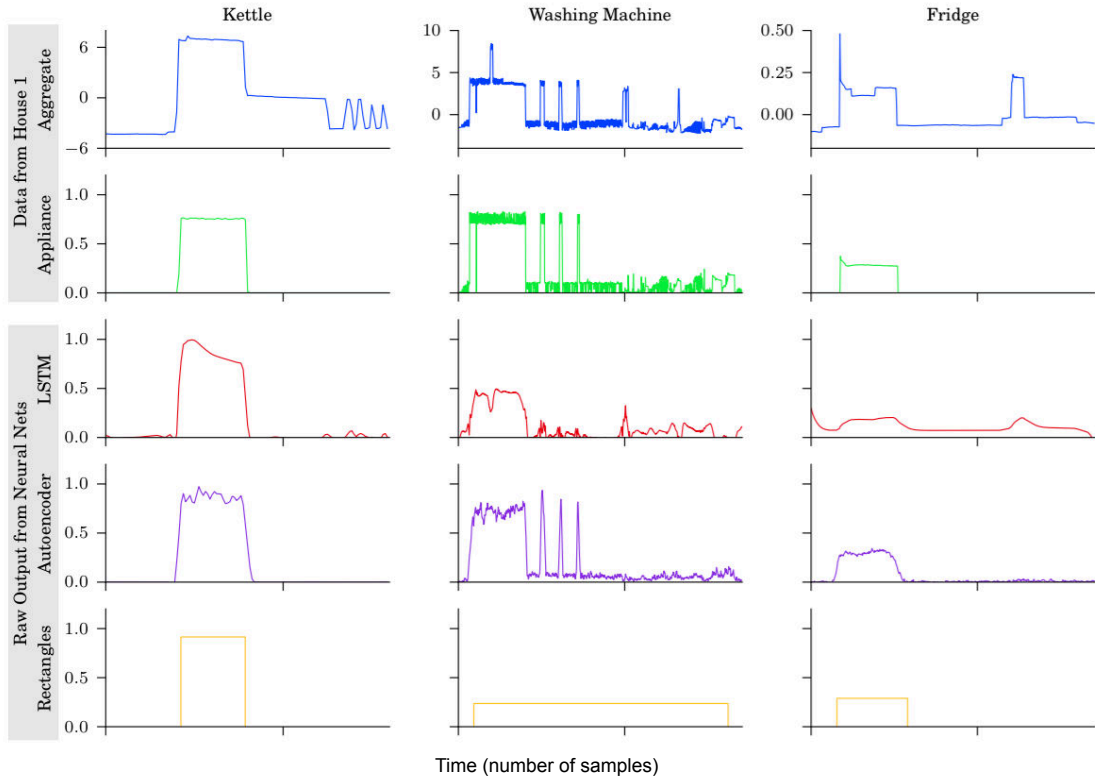 Kettle
Washing Machine
Fridge
Data from House 1
Aggregate
6
0
−6
10
5
0
0.50
0.25
0.00
Appliance
1.0
0.5
0.0
Raw Output from Neural Nets
LSTM
1.0
0.5
0.0
Autoencoder
1.0
0.5
0.0
Rectangles
1.0
0.5
0.0
Time (number of samples)